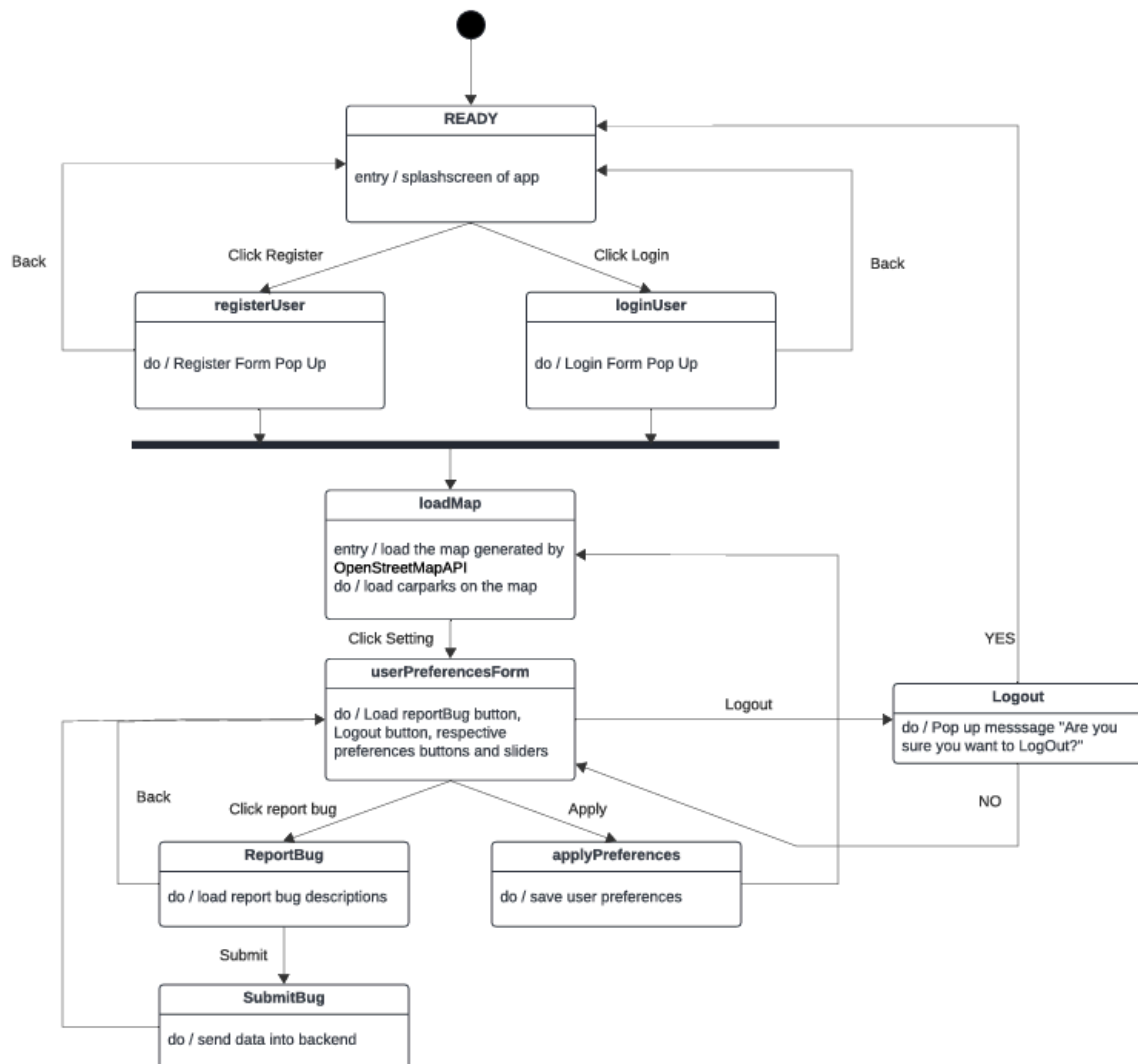 READY
entry / splashscreen of app
Click Register
Click Login
Back
Back
registerUser
do / Register Form Pop Up
loginUser
do / Login Form Pop Up
loadMap
entry / load the map generated by
OpenStreetMapAPI
do / load carparks on the map
Click Setting
YES
userPreferencesForm
do / Load reportBug button,
Logout button, respective
preferences buttons and sliders
Logout
Logout
do / Pop up messsage "Are you
sure you want to LogOut?"
NO
Back
Click report bug
Apply
ReportBug
do / load report bug descriptions
applyPreferences
do / save user preferences
Submit
SubmitBug
do / send data into backend